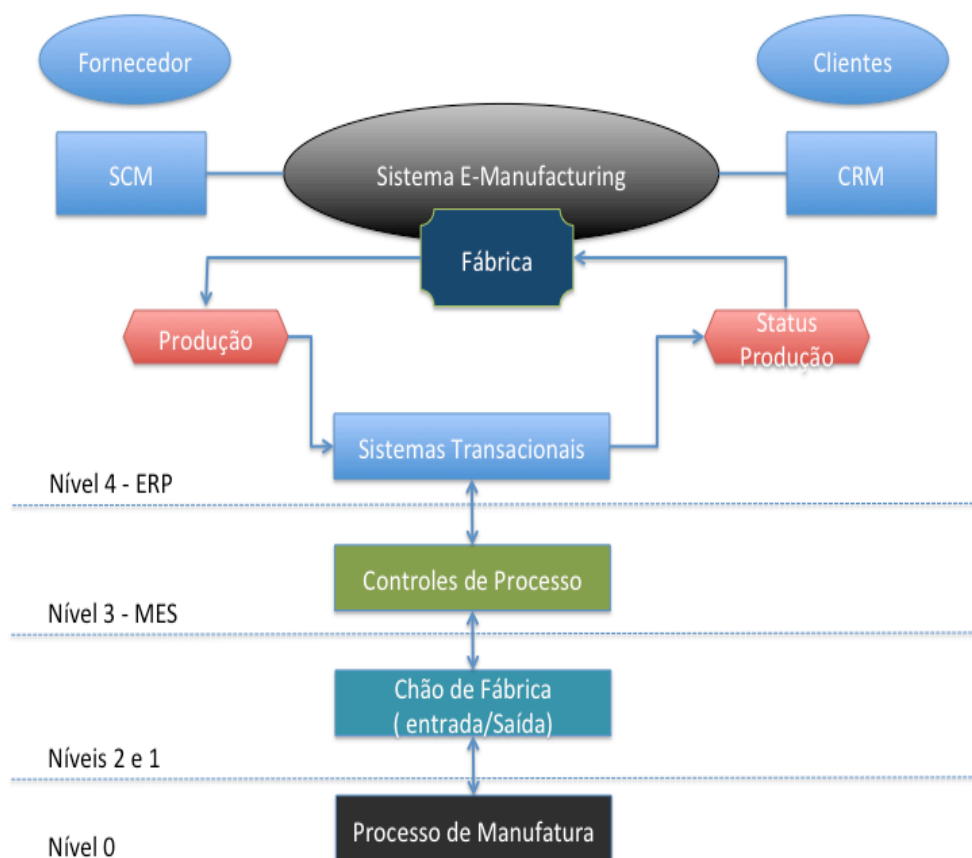 Fornecedor
Clientes
SCM
Sistema E-Manufacturing
CRM
Fábrica
Produção
Status
Produção
Sistemas Transacionais
Nível 4 - ERP
Controles de Processo
Nível 3 - MES
Chão de Fábrica
( entrada/Saída)
Níveis 2 e 1
Processo de Manufatura
Nível 0